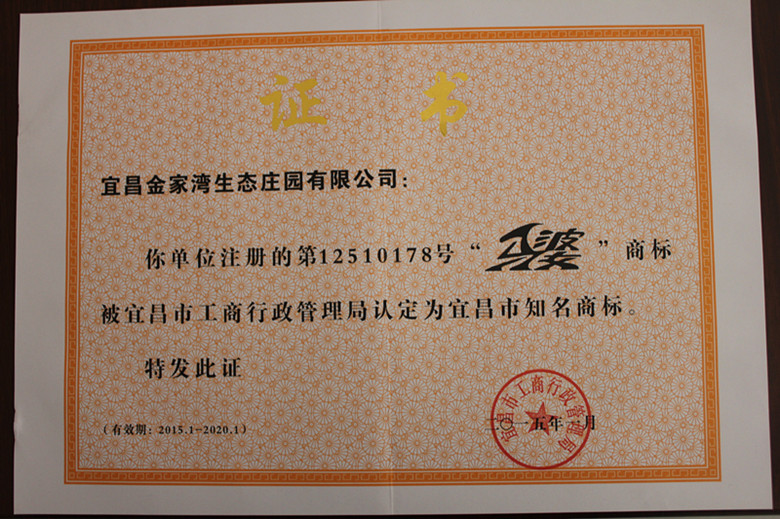 证书
宜昌金家湾生态庄园有限公司：
你单位注册的第12510178号“ 婆”商标
被宜昌市工商行政管理局认定为宜昌市知名商标。
特发此证
宜昌市工商行政管理局
（有效期：2015.1-2020.1）
二〇一五年 月